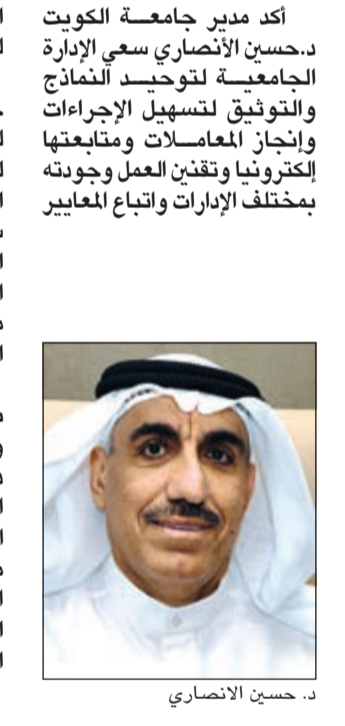 أكد مدير جامعة الكويت
د.حسين الأنصاري سعي الإدارة
الجامعية لتوحيد النماذج
والتوثيق لتسهيل الإجراءات
وإنجاز المعاملات ومتابعتها
إلكترونيا وتقنين العمل وجودته
بمختلف الإدارات واتباع المعايير
د. حسين الانصاري